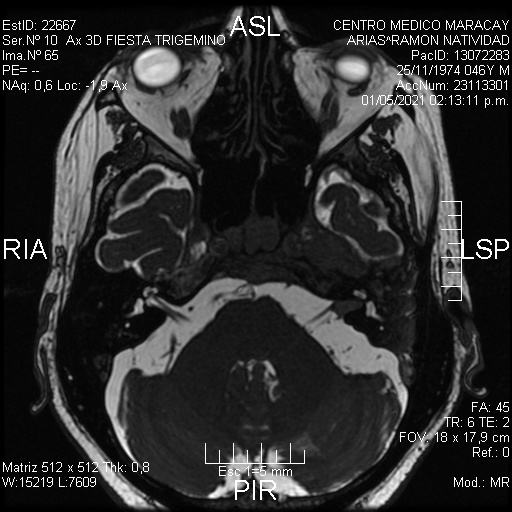 EstID: 22667
Ser.Nº 10 Ax 3D FIESTA TRIGEMINO
Ima.Nº 65
PE= --
NAq: 0,6 Loc: -1,9 Ax
ASL
CENTRO MEDICO MARACAY
ARIAS^RAMON NATIVIDAD
PacID: 13072283
25/11/1974 046Y M
AccNum: 23113301
01/05/2021 02:13:11 p.m.
RIA
LSP
Matriz 512 x 512 Thk: 0,8
W:15219 L:7609
Esc 1=5 mm
PIR
FA: 45
TR: 6 TE: 2
FOV: 18 x 17,9 cm
Ref.: 0
Mod.: MR